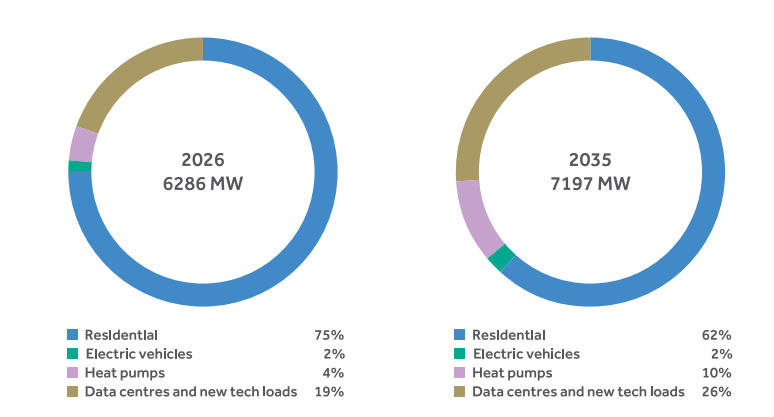 2026
6286 MW
2035
7197 MW
Residential 75%
Electric vehicles 2%
Heat pumps 4%
Data centres and new tech loads 19%
Residential 62%
Electric vehicles 2%
Heat pumps 10%
Data centres and new tech loads 26%